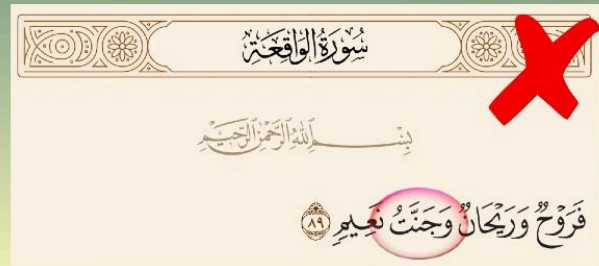 سُورَةُ الوَاقِعَةِ
بِسْمِ ٱللَّهِ ٱلرَّحْمَٰنِ ٱلرَّحِيمِ
فَرَوْحٌ وَرَيْحَانٌ وَجَنَّتُ نَعِيمٍ ٨٩